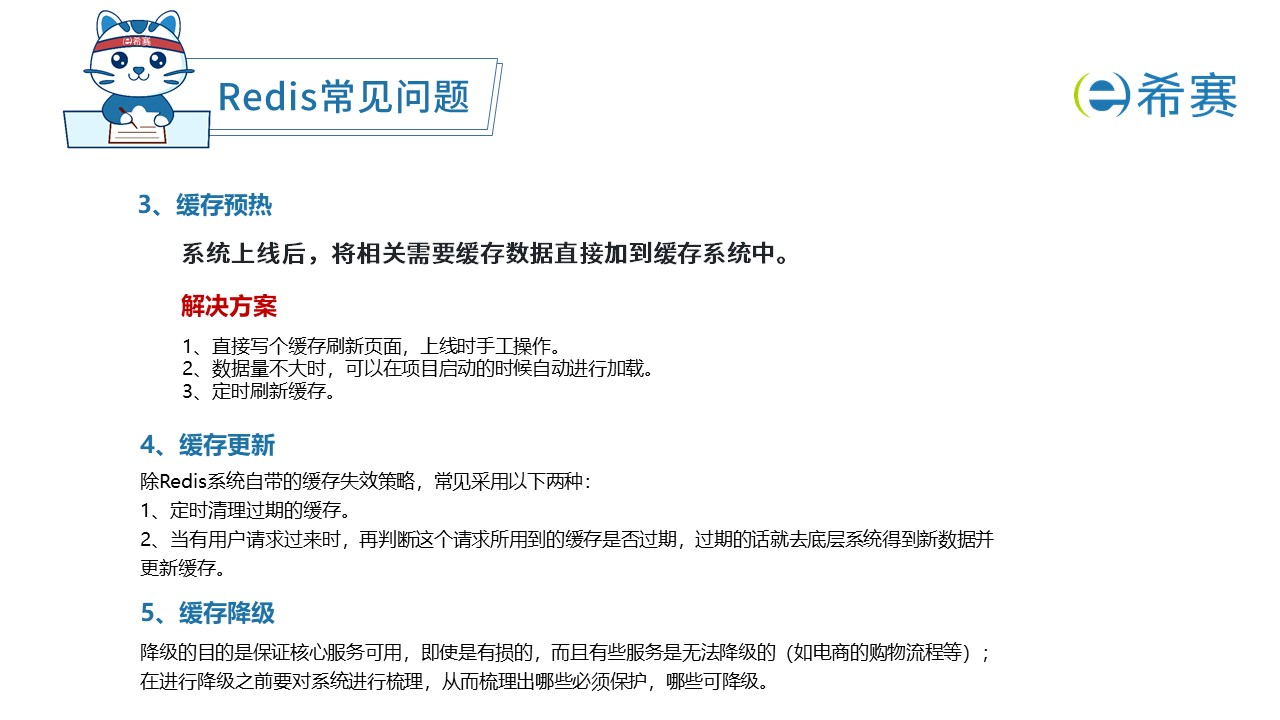 希赛
Redis常见问题
希赛
3、缓存预热
系统上线后，将相关需要缓存数据直接加到缓存系统中。
解决方案
1、直接写个缓存刷新页面，上线时手工操作。
2、数据量不大时，可以在项目启动的时候自动进行加载。
3、定时刷新缓存。
4、缓存更新
除Redis系统自带的缓存失效策略，常见采用以下两种：
1、定时清理过期的缓存。
2、当有用户请求过来时，再判断这个请求所用到的缓存是否过期，过期的话就去底层系统得到新数据并
更新缓存。
5、缓存降级
降级的目的是保证核心服务可用，即使是有损的，而且有些服务是无法降级的（如电商的购物流程等）；
在进行降级之前要对系统进行梳理，从而梳理出哪些必须保护，哪些可降级。